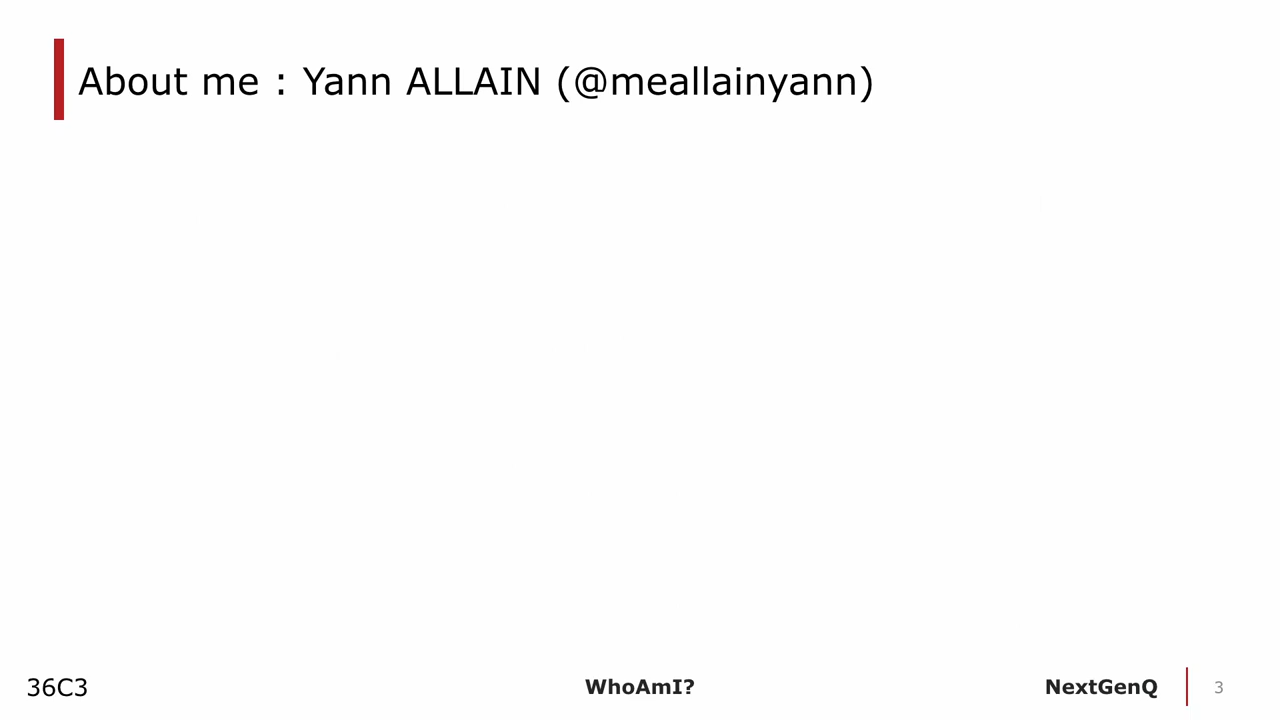 About me : Yann ALLAIN (@meallainyann)
36C3
WhoAmI?
NextGenQ
3